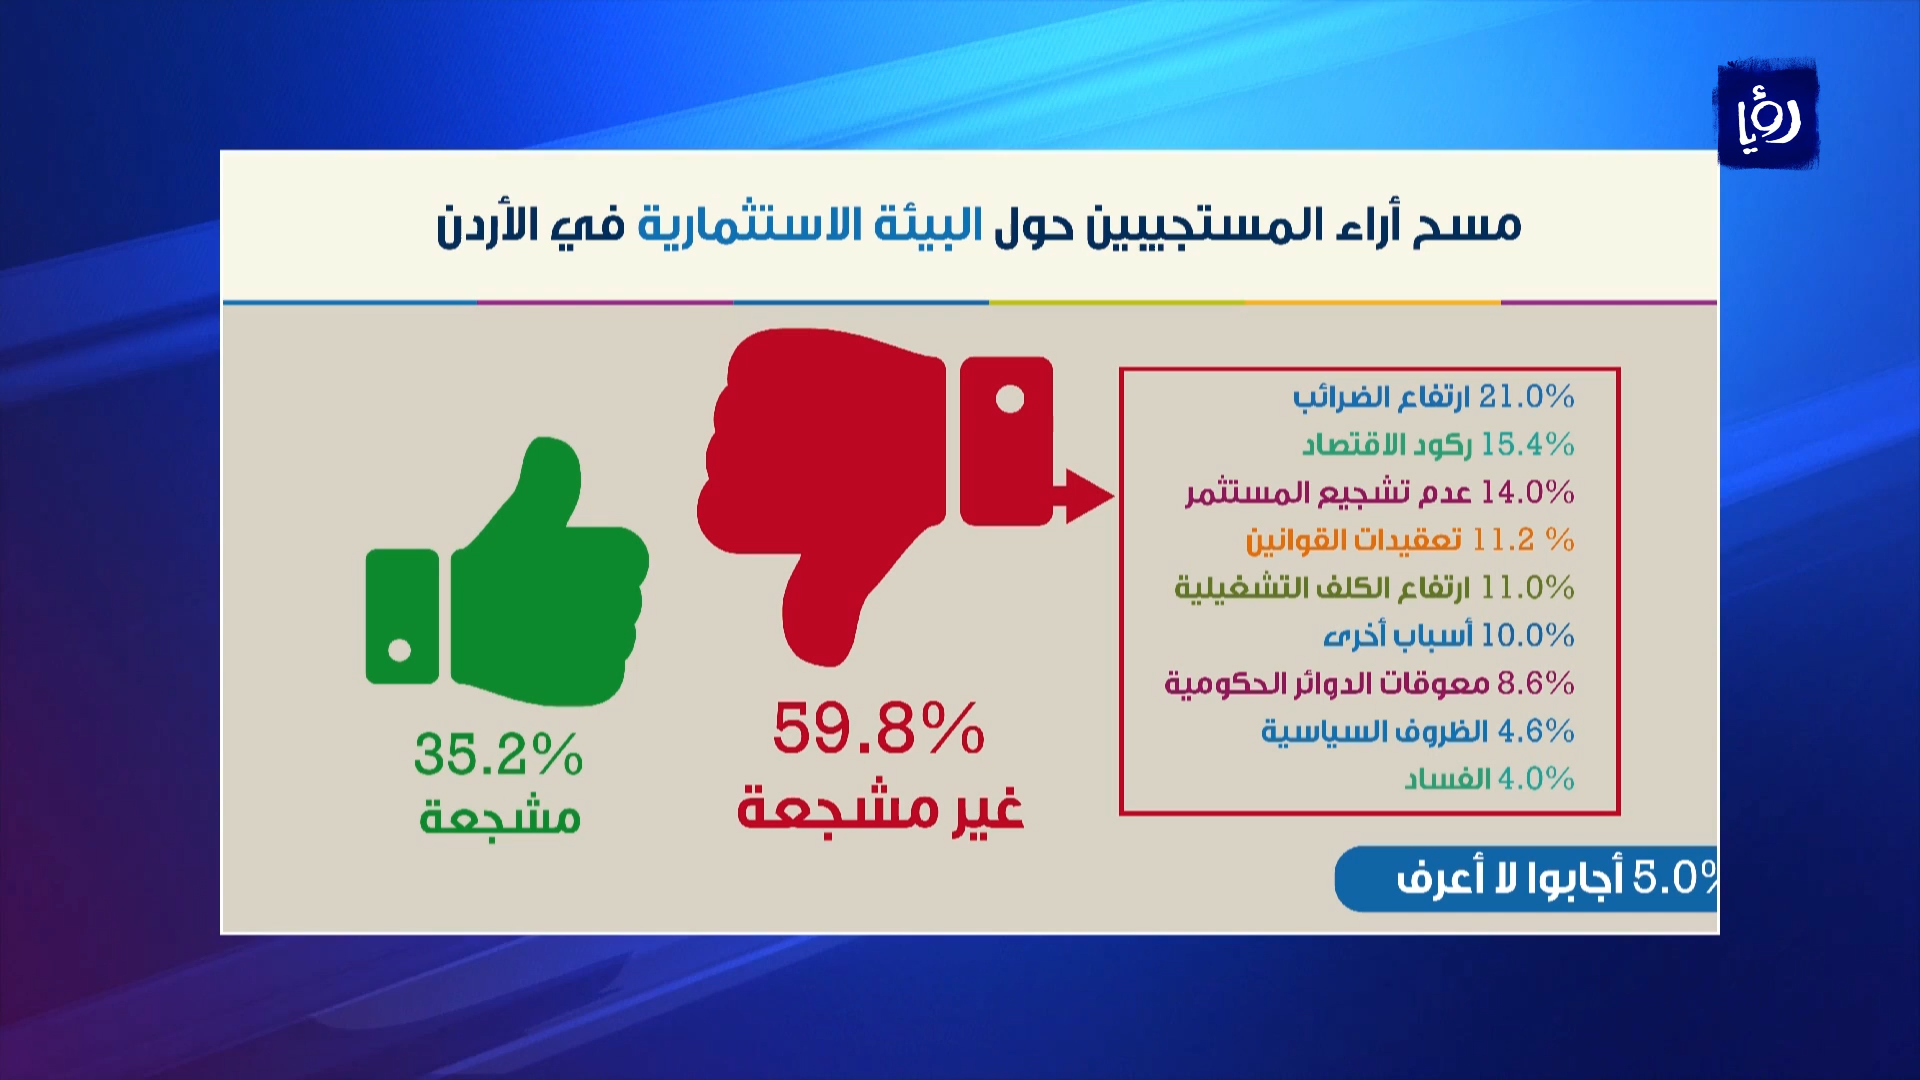 رؤيا
مسح أراء المستجيبين حول البيئة الاستثمارية في الأردن
21.0% ارتفاع الضرائب
15.4% ركود الاقتصاد
14.0% عدم تشجيع المستثمر
11.2 % تعقيدات القوانين
11.0% ارتفاع الكلف التشغيلية
10.0% أسباب أخرى
8.6% معوقات الدوائر الحكومية
4.6% الظروف السياسية
4.0% الفساد
59.8%
غير مشجعة
35.2%
مشجعة
5.0% أجابوا لا أعرف